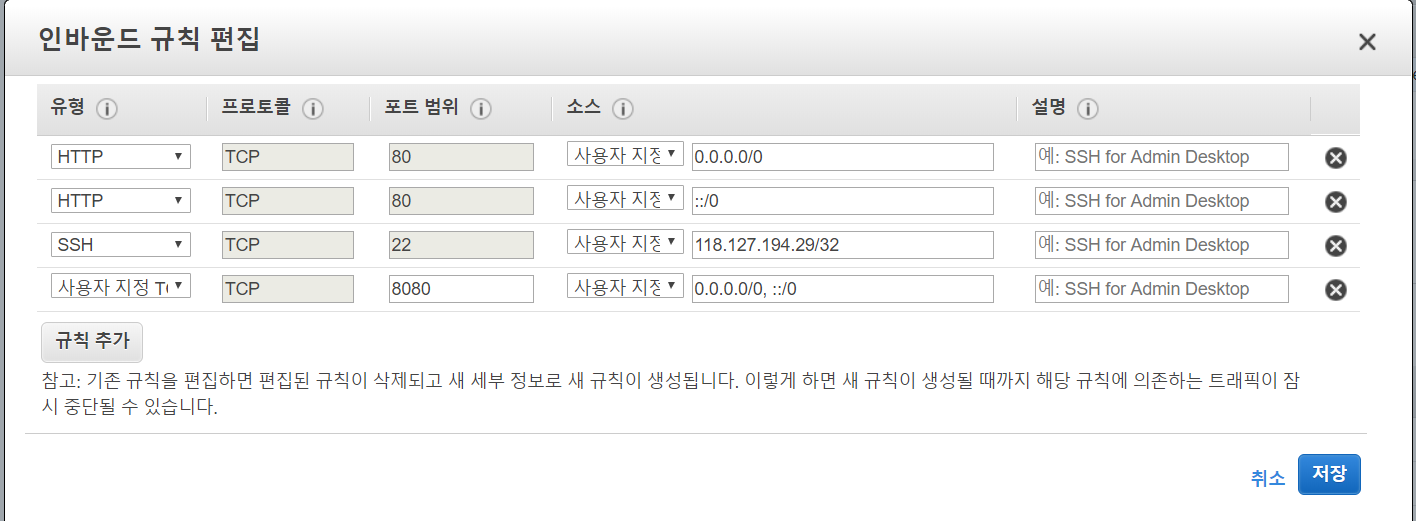 인바운드 규칙 편집
유형 프로토콜 포트 범위 소스 설명
HTTP TCP 80 사용자 지정 0.0.0.0/0 예: SSH for Admin Desktop
HTTP TCP 80 사용자 지정 ::/0 예: SSH for Admin Desktop
SSH TCP 22 사용자 지정 118.127.194.29/32 예: SSH for Admin Desktop
사용자 지정 TC TCP 8080 사용자 지정 0.0.0.0/0, ::/0 예: SSH for Admin Desktop
규칙 추가
참고: 기존 규칙을 편집하면 편집된 규칙이 삭제되고 새 세부 정보로 새 규칙이 생성됩니다. 이렇게 하면 새 규칙이 생성될 때까지 해당 규칙에 의존하는 트래픽이 잠
시 중단될 수 있습니다.
취소 저장